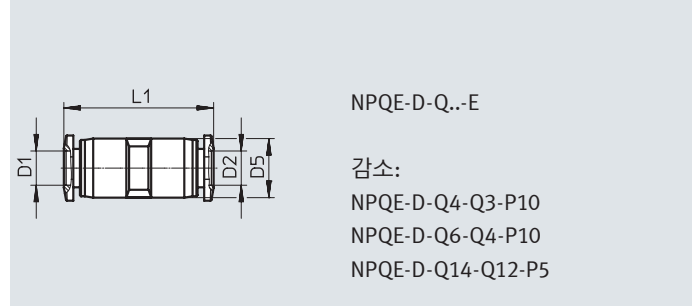 L1
D1
D2
D5
NPQE-D-Q..-E
감소:
NPQE-D-Q4-Q3-P10
NPQE-D-Q6-Q4-P10
NPQE-D-Q14-Q12-P5